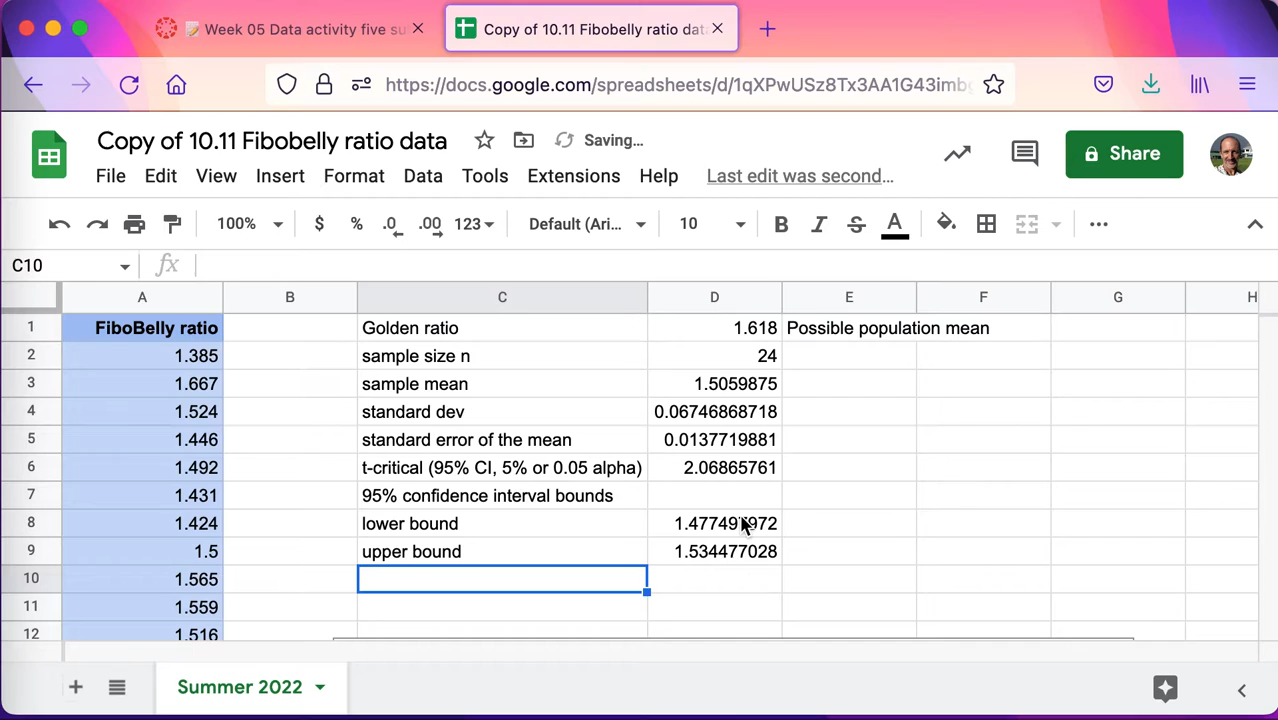 Week 05 Data activity five su
Copy of 10.11 Fibobelly ratio dat
https://docs.google.com/spreadsheets/d/1qXPwUSz8Tx3AA1G43imbg
Copy of 10.11 Fibobelly ratio data
Saving...
Share
File Edit View Insert Format Data Tools Extensions Help Last edit was second...
100% $ % .0 .00 123 Default (Ari... 10 B I S A
C10 fx
A B C D E F G H
1 FiboBelly ratio Golden ratio 1.618 Possible population mean
2 1.385 sample size n 24
3 1.667 sample mean 1.5059875
4 1.524 standard dev 0.06746868718
5 1.446 standard error of the mean 0.0137719881
6 1.492 t-critical (95% CI, 5% or 0.05 alpha) 2.06865761
7 1.431 95% confidence interval bounds
8 1.424 lower bound
9 1.5 upper bound 1.534477028
10 1.565
11 1.559
12 1.516
Summer 2022